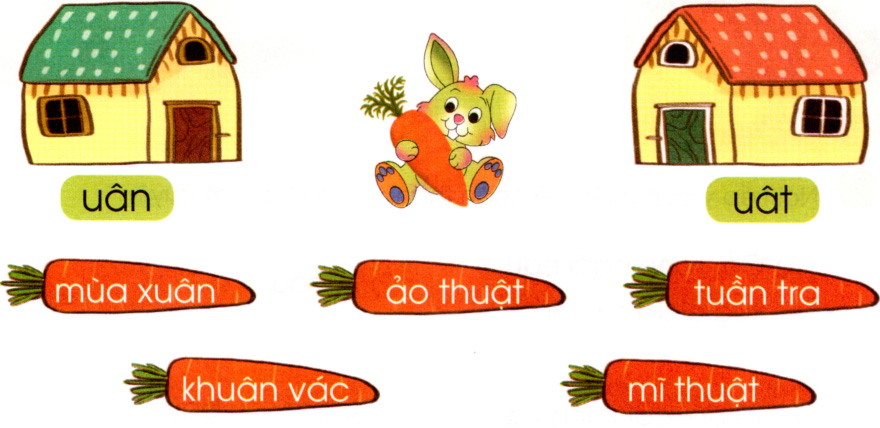 uân
uât
mùa xuân
ảo thuật
tuần tra
khuân vác
mĩ thuật